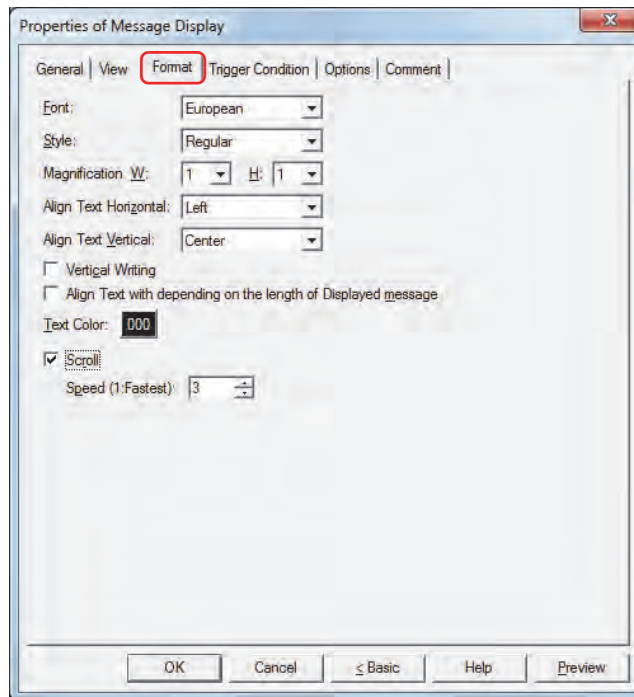 Properties of Message Display
General View Format Trigger Condition Options Comment
Font: European
Style: Regular
Magnification W: 1 H: 1
Align Text Horizontal: Left
Align Text Vertical: Center
Vertical Writing
Align Text with depending on the length of Displayed message
Text Color: 000
Scroll
Speed (1:Fastest): 3
OK Cancel < Basic Help Preview